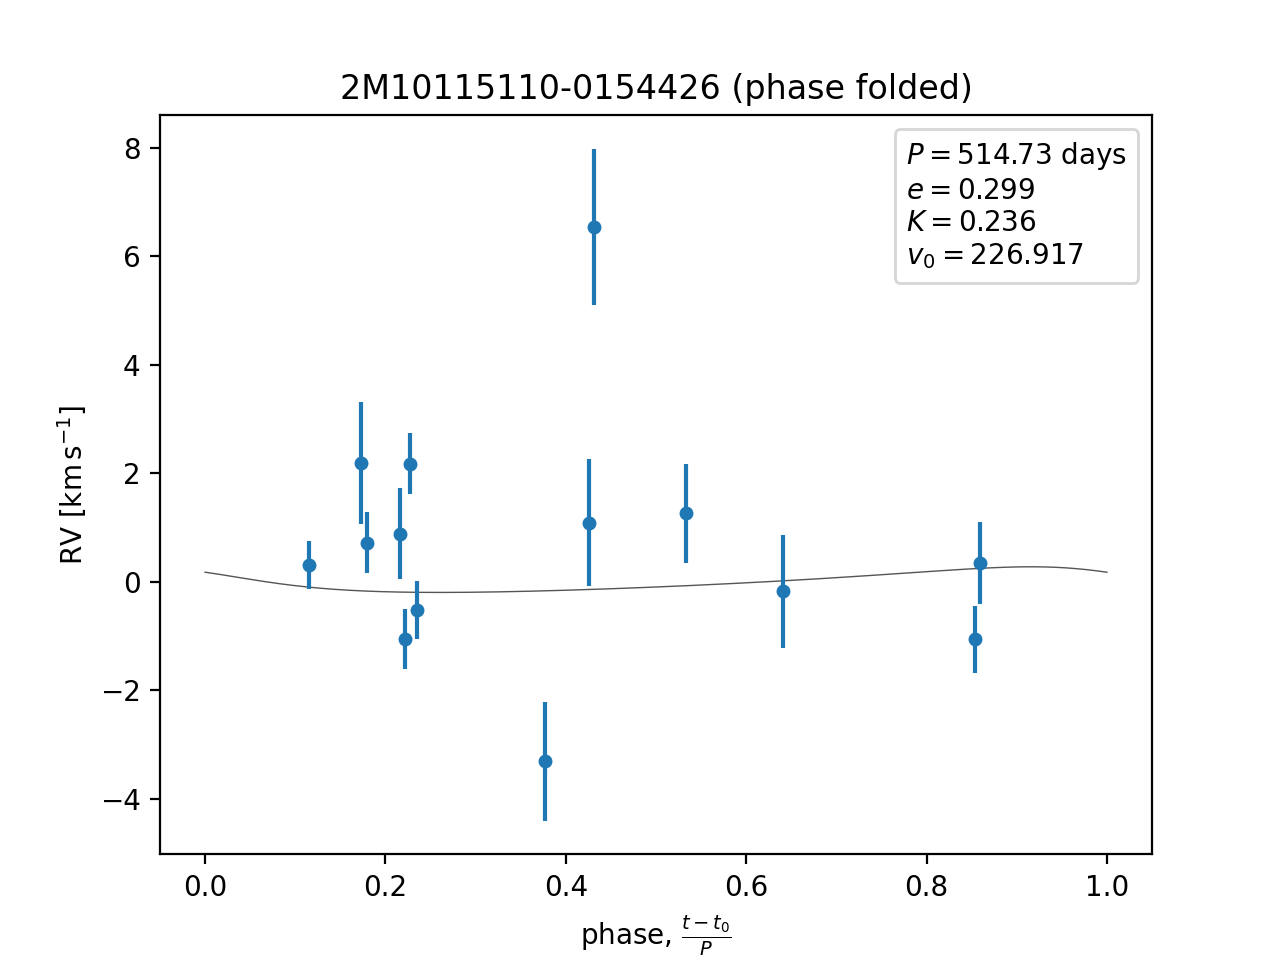 2M10115110-0154426 (phase folded)
P = 514.73 days
e = 0.299
K = 0.236
v₀ = 226.917
8
6
4
2
0
−2
−4
RV [km s⁻¹]
0.0 0.2 0.4 0.6 0.8 1.0
phase, (t − t₀)/P